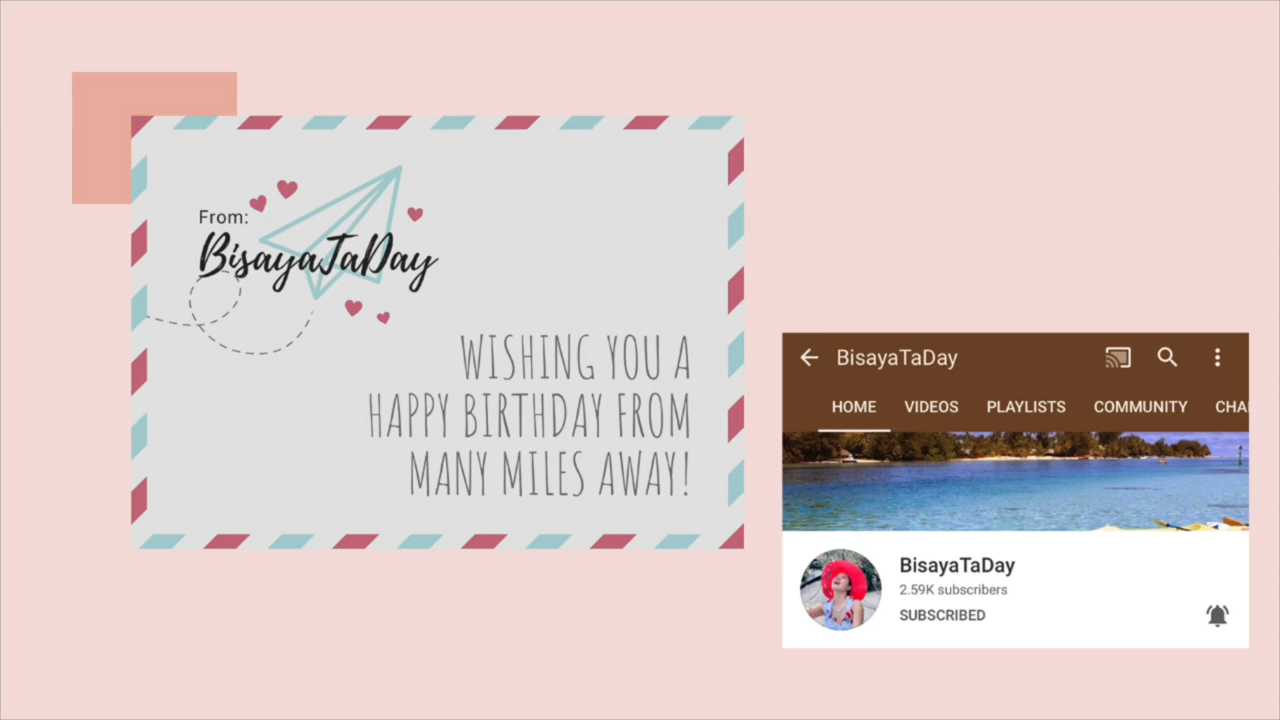 From:
BisayaTaDay
WISHING YOU A
HAPPY BIRTHDAY FROM
MANY MILES AWAY!
BisayaTaDay
HOME VIDEOS PLAYLISTS COMMUNITY CHA
BisayaTaDay
2.59K subscribers
SUBSCRIBED